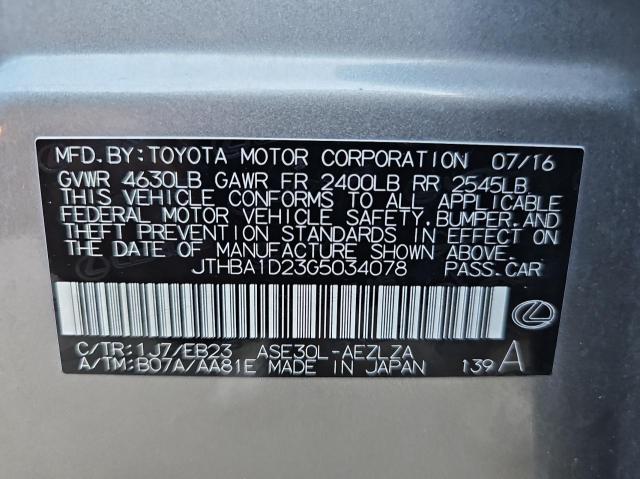 MFD.BY:TOYOTA MOTOR CORPORATION 07/16
GVWR 4630LB GAWR FR 2400LB RR 2545LB
THIS VEHICLE CONFORMS TO ALL APPLICABLE
FEDERAL MOTOR VEHICLE SAFETY,BUMPER,AND
THEFT PREVENTION STANDARDS IN EFFECT ON
THE DATE OF MANUFACTURE SHOWN ABOVE.
JTHBA1D23G5034078 PASS.CAR
C/TR:1J7/EB23 ASE30L-AEZLZA
A/TM:B07A/AA81E MADE IN JAPAN 139 A